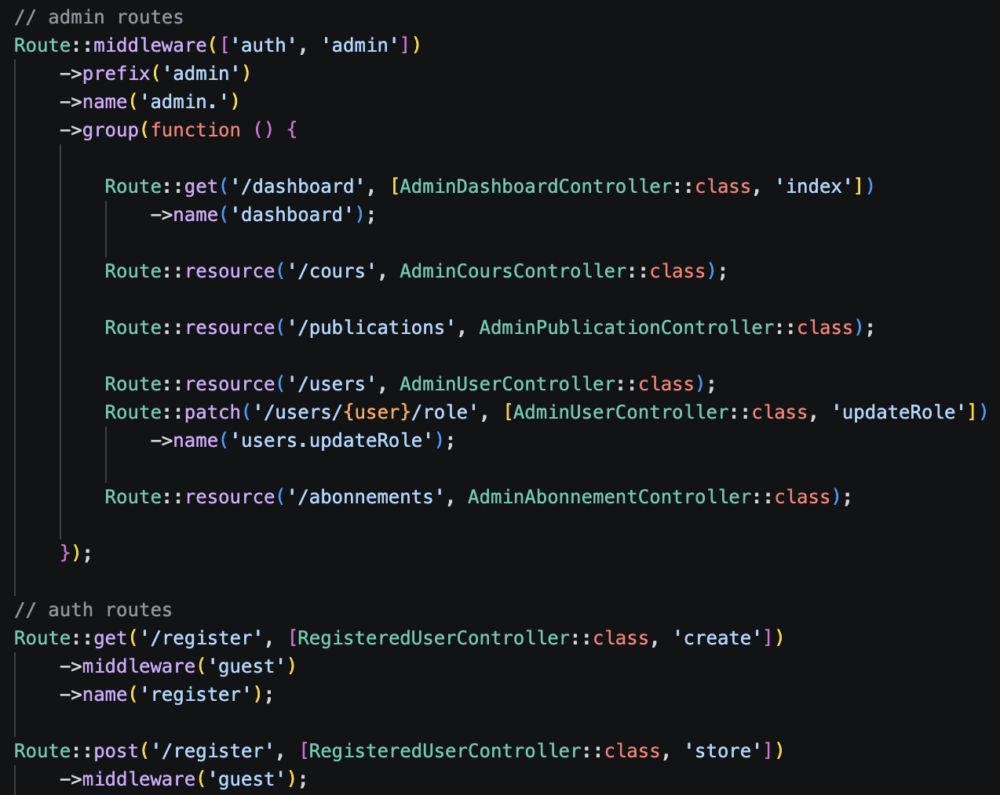 // admin routes
Route::middleware(['auth', 'admin'])
    ->prefix('admin')
    ->name('admin.')
    ->group(function () {
        Route::get('/dashboard', [AdminDashboardController::class, 'index'])
            ->name('dashboard');
        Route::resource('/cours', AdminCoursController::class);
        Route::resource('/publications', AdminPublicationController::class);
        Route::resource('/users', AdminUserController::class);
        Route::patch('/users/{user}/role', [AdminUserController::class, 'updateRole'])
            ->name('users.updateRole');
        Route::resource('/abonnements', AdminAbonnementController::class);
    });
// auth routes
Route::get('/register', [RegisteredUserController::class, 'create'])
    ->middleware('guest')
    ->name('register');
Route::post('/register', [RegisteredUserController::class, 'store'])
    ->middleware('guest');